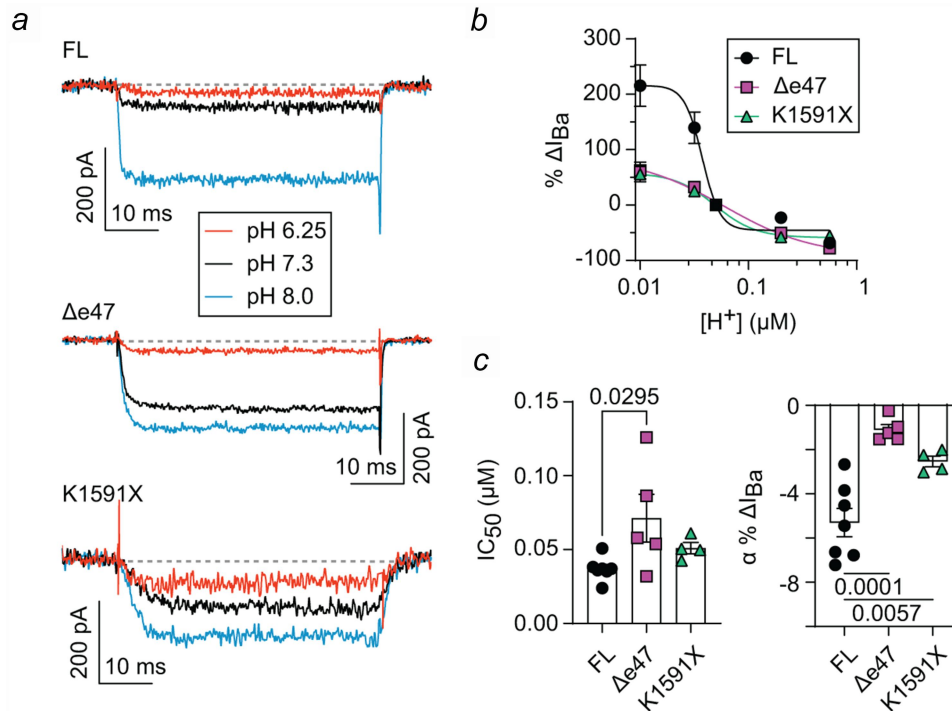 a
FL
200 pA
10 ms
pH 6.25
pH 7.3
pH 8.0
Δe47
10 ms
200 pA
K1591X
200 pA
10 ms
b
% ΔI_Ba
300
200
100
0
-100
FL
Δe47
K1591X
0.01
0.1
1
[H⁺] (µM)
c
IC₅₀ (µM)
0.15
0.10
0.05
0.00
0.0295
FL
Δe47
K1591X
α % ΔI_Ba
0
-4
-8
0.0001
0.0057
FL
Δe47
K1591X